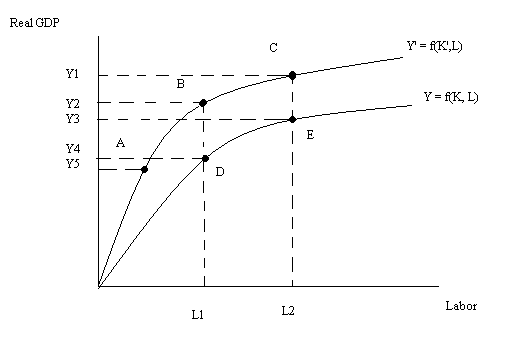 Real GDP
C
Y' = f(K',L)
Y1
B
Y = f(K, L)
Y2
Y3
E
A
Y4
Y5
D
L1
L2
Labor